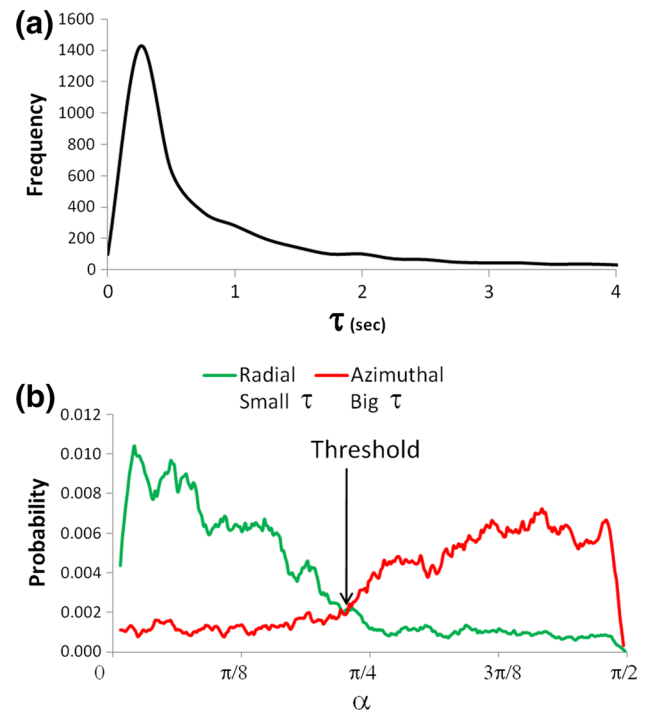 (a)
1600
1400
1200
1000
800
600
400
200
0
Frequency
0 1 2 3 4
τ (sec)
Radial Azimuthal
Small τ Big τ
(b)
Threshold
0.012
0.010
0.008
0.006
0.004
0.002
0.000
Probability
0 π/8 π/4 3π/8 π/2
α